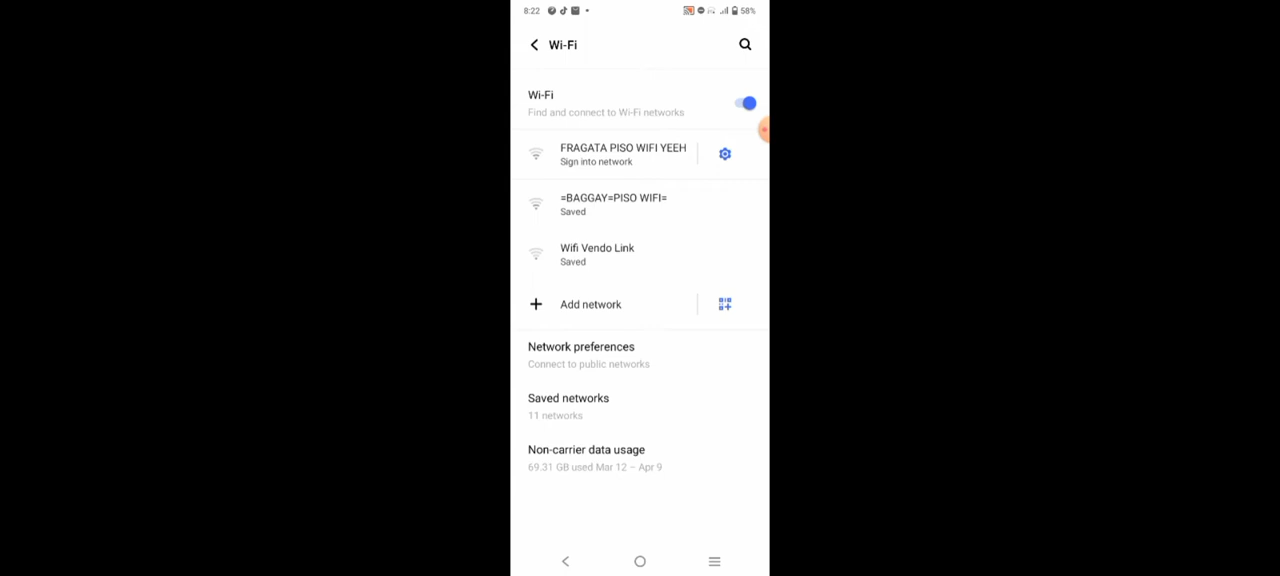 8:22
58%
Wi-Fi
Wi-Fi
Find and connect to Wi-Fi networks
FRAGATA PISO WIFI YEEH
Sign into network
=BAGGAY=PISO WIFI=
Saved
Wifi Vendo Link
Saved
Add network
Network preferences
Connect to public networks
Saved networks
11 networks
Non-carrier data usage
69.31 GB used Mar 12 – Apr 9